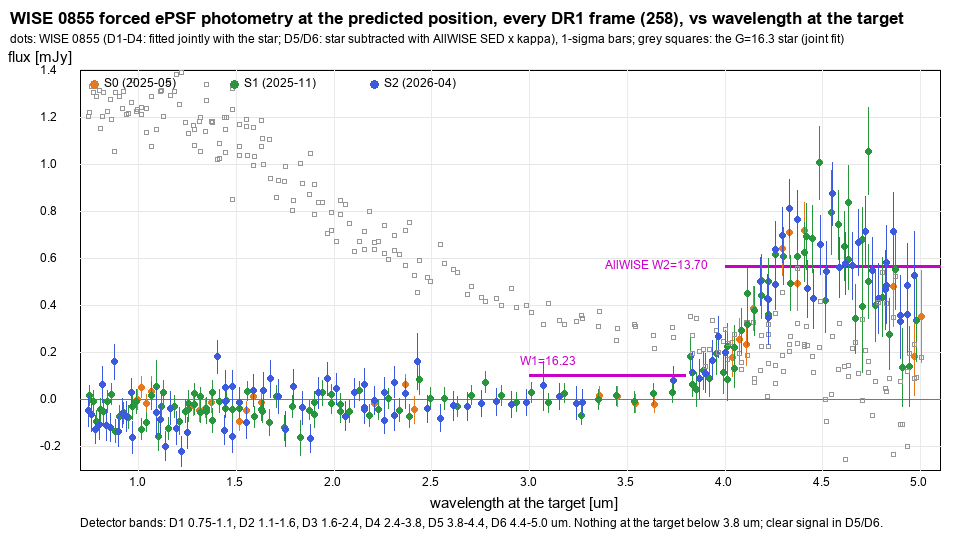 WISE 0855 forced ePSF photometry at the predicted position, every DR1 frame (258), vs wavelength at the target
dots: WISE 0855 (D1-D4: fitted jointly with the star; D5/D6: star subtracted with AllWISE SED x kappa), 1-sigma bars; grey squares: the G=16.3 star (joint fit)
flux [mJy]
S0 (2025-05) S1 (2025-11) S2 (2026-04)
1.4
1.2
1.0
0.8
0.6
0.4
0.2
0.0
-0.2
AllWISE W2=13.70
W1=16.23
1.0 1.5 2.0 2.5 3.0 3.5 4.0 4.5 5.0
wavelength at the target [um]
Detector bands: D1 0.75-1.1, D2 1.1-1.6, D3 1.6-2.4, D4 2.4-3.8, D5 3.8-4.4, D6 4.4-5.0 um. Nothing at the target below 3.8 um; clear signal in D5/D6.